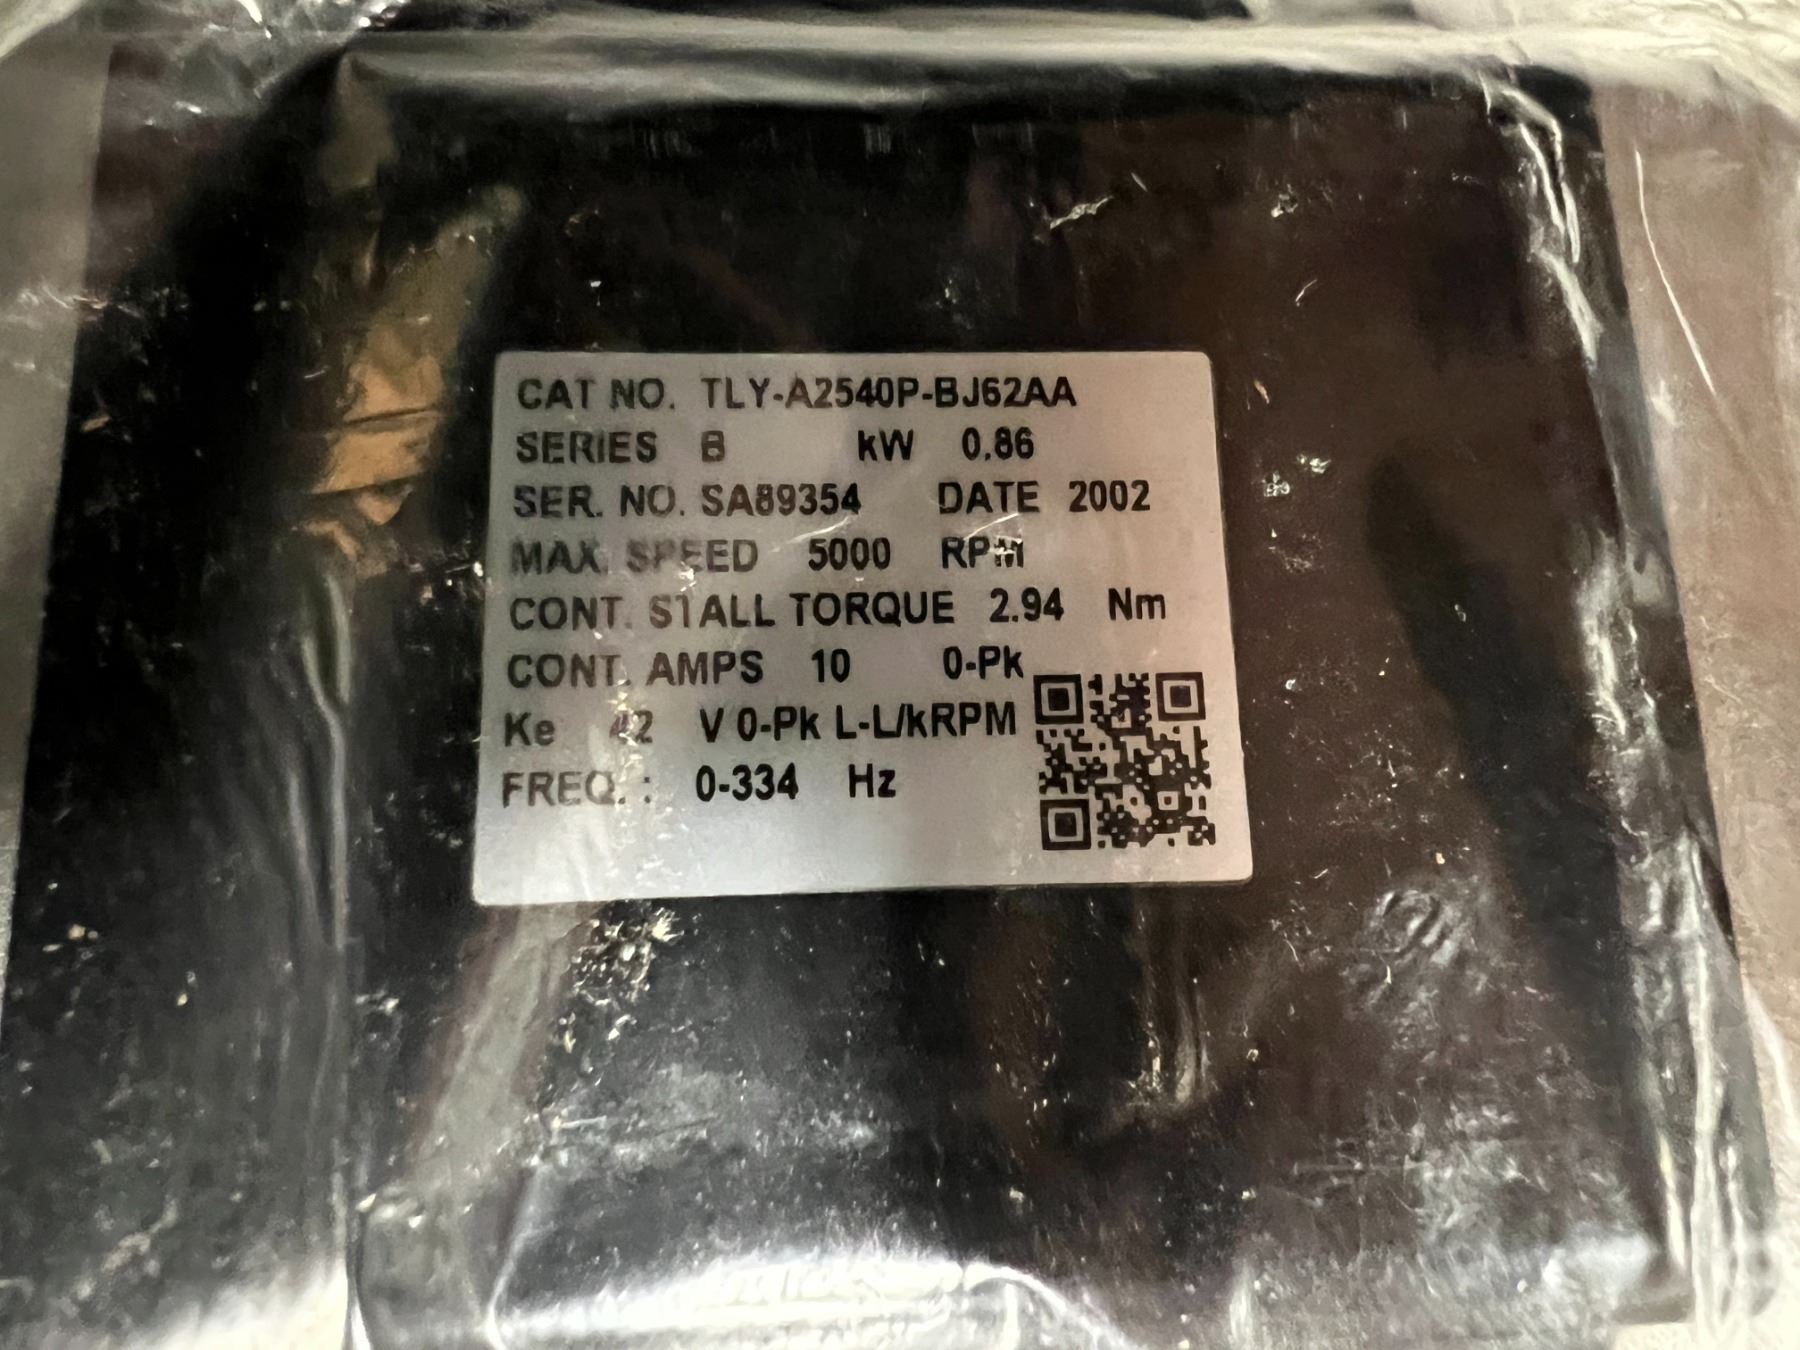 CAT NO. TLY-A2540P-BJ62AA
SERIES B kW 0.86
SER. NO. SA89354 DATE 2002
MAX. SPEED 5000 RPM
CONT. STALL TORQUE 2.94 Nm
CONT. AMPS 10 0-Pk
Ke 42 V 0-Pk L-L/kRPM
FREQ. : 0-334 Hz